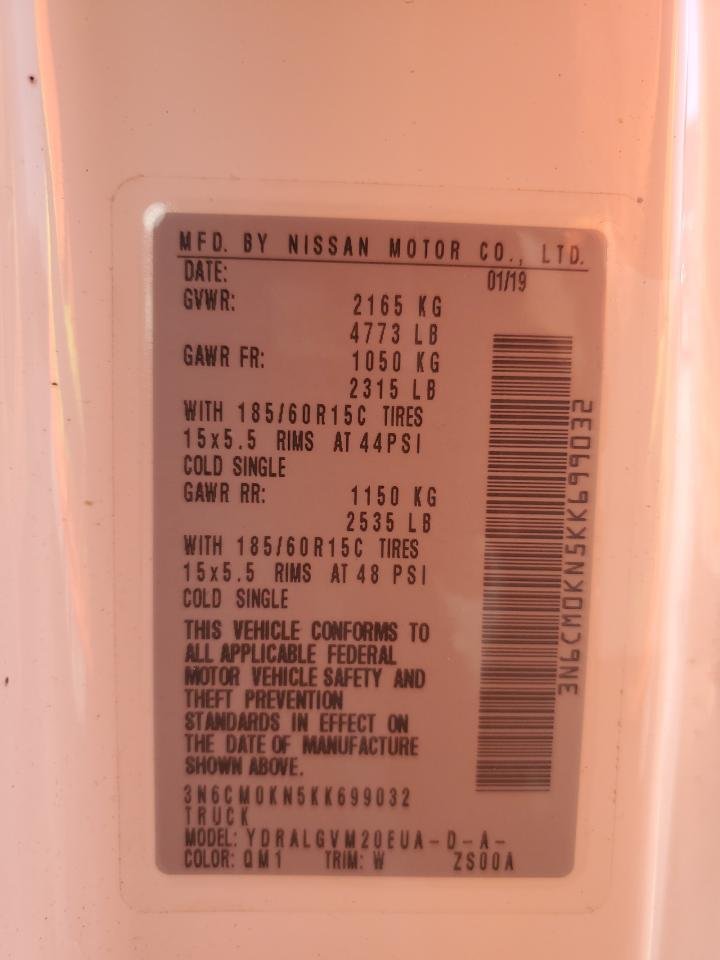 MFD. BY NISSAN MOTOR CO., LTD.
DATE: 01/19
GVWR: 2165 KG
4773 LB
GAWR FR: 1050 KG
2315 LB
WITH 185/60R15C TIRES
15x5.5 RIMS AT 44PSI
COLD SINGLE
GAWR RR: 1150 KG
2535 LB
WITH 185/60R15C TIRES
15x5.5 RIMS AT 48 PSI
COLD SINGLE
THIS VEHICLE CONFORMS TO
ALL APPLICABLE FEDERAL
MOTOR VEHICLE SAFETY AND
THEFT PREVENTION
STANDARDS IN EFFECT ON
THE DATE OF MANUFACTURE
SHOWN ABOVE.
3N6CM0KN5KK699032
TRUCK
MODEL: YDRALGVM20EUA-D-A-
COLOR: QM1 TRIM: W ZS00A
3N6CM0KN5KK699032